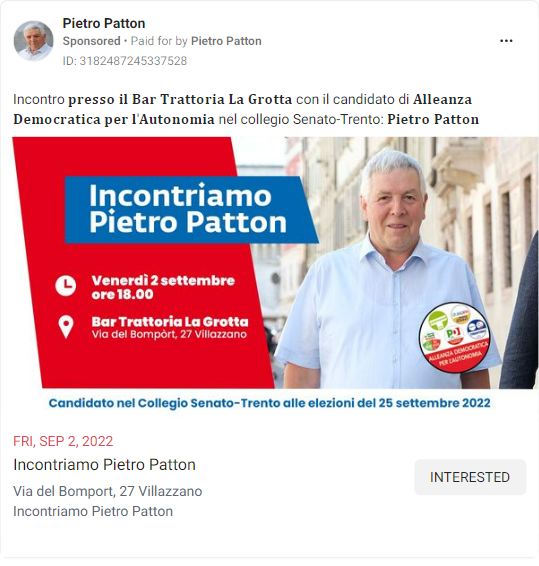 Pietro Patton
Sponsored • Paid for by Pietro Patton
ID: 3182487245337528
Incontro presso il Bar Trattoria La Grotta con il candidato di Alleanza
Democratica per l'Autonomia nel collegio Senato-Trento: Pietro Patton
Incontriamo
Pietro Patton
Venerdì 2 settembre
ore 18.00
Bar Trattoria La Grotta
Via del Bompòrt, 27 Villazzano
PD
ALLEANZA DEMOCRATICA
PER L'AUTONOMIA
Candidato nel Collegio Senato-Trento alle elezioni del 25 settembre 2022
FRI, SEP 2, 2022
Incontriamo Pietro Patton
INTERESTED
Via del Bomport, 27 Villazzano
Incontriamo Pietro Patton